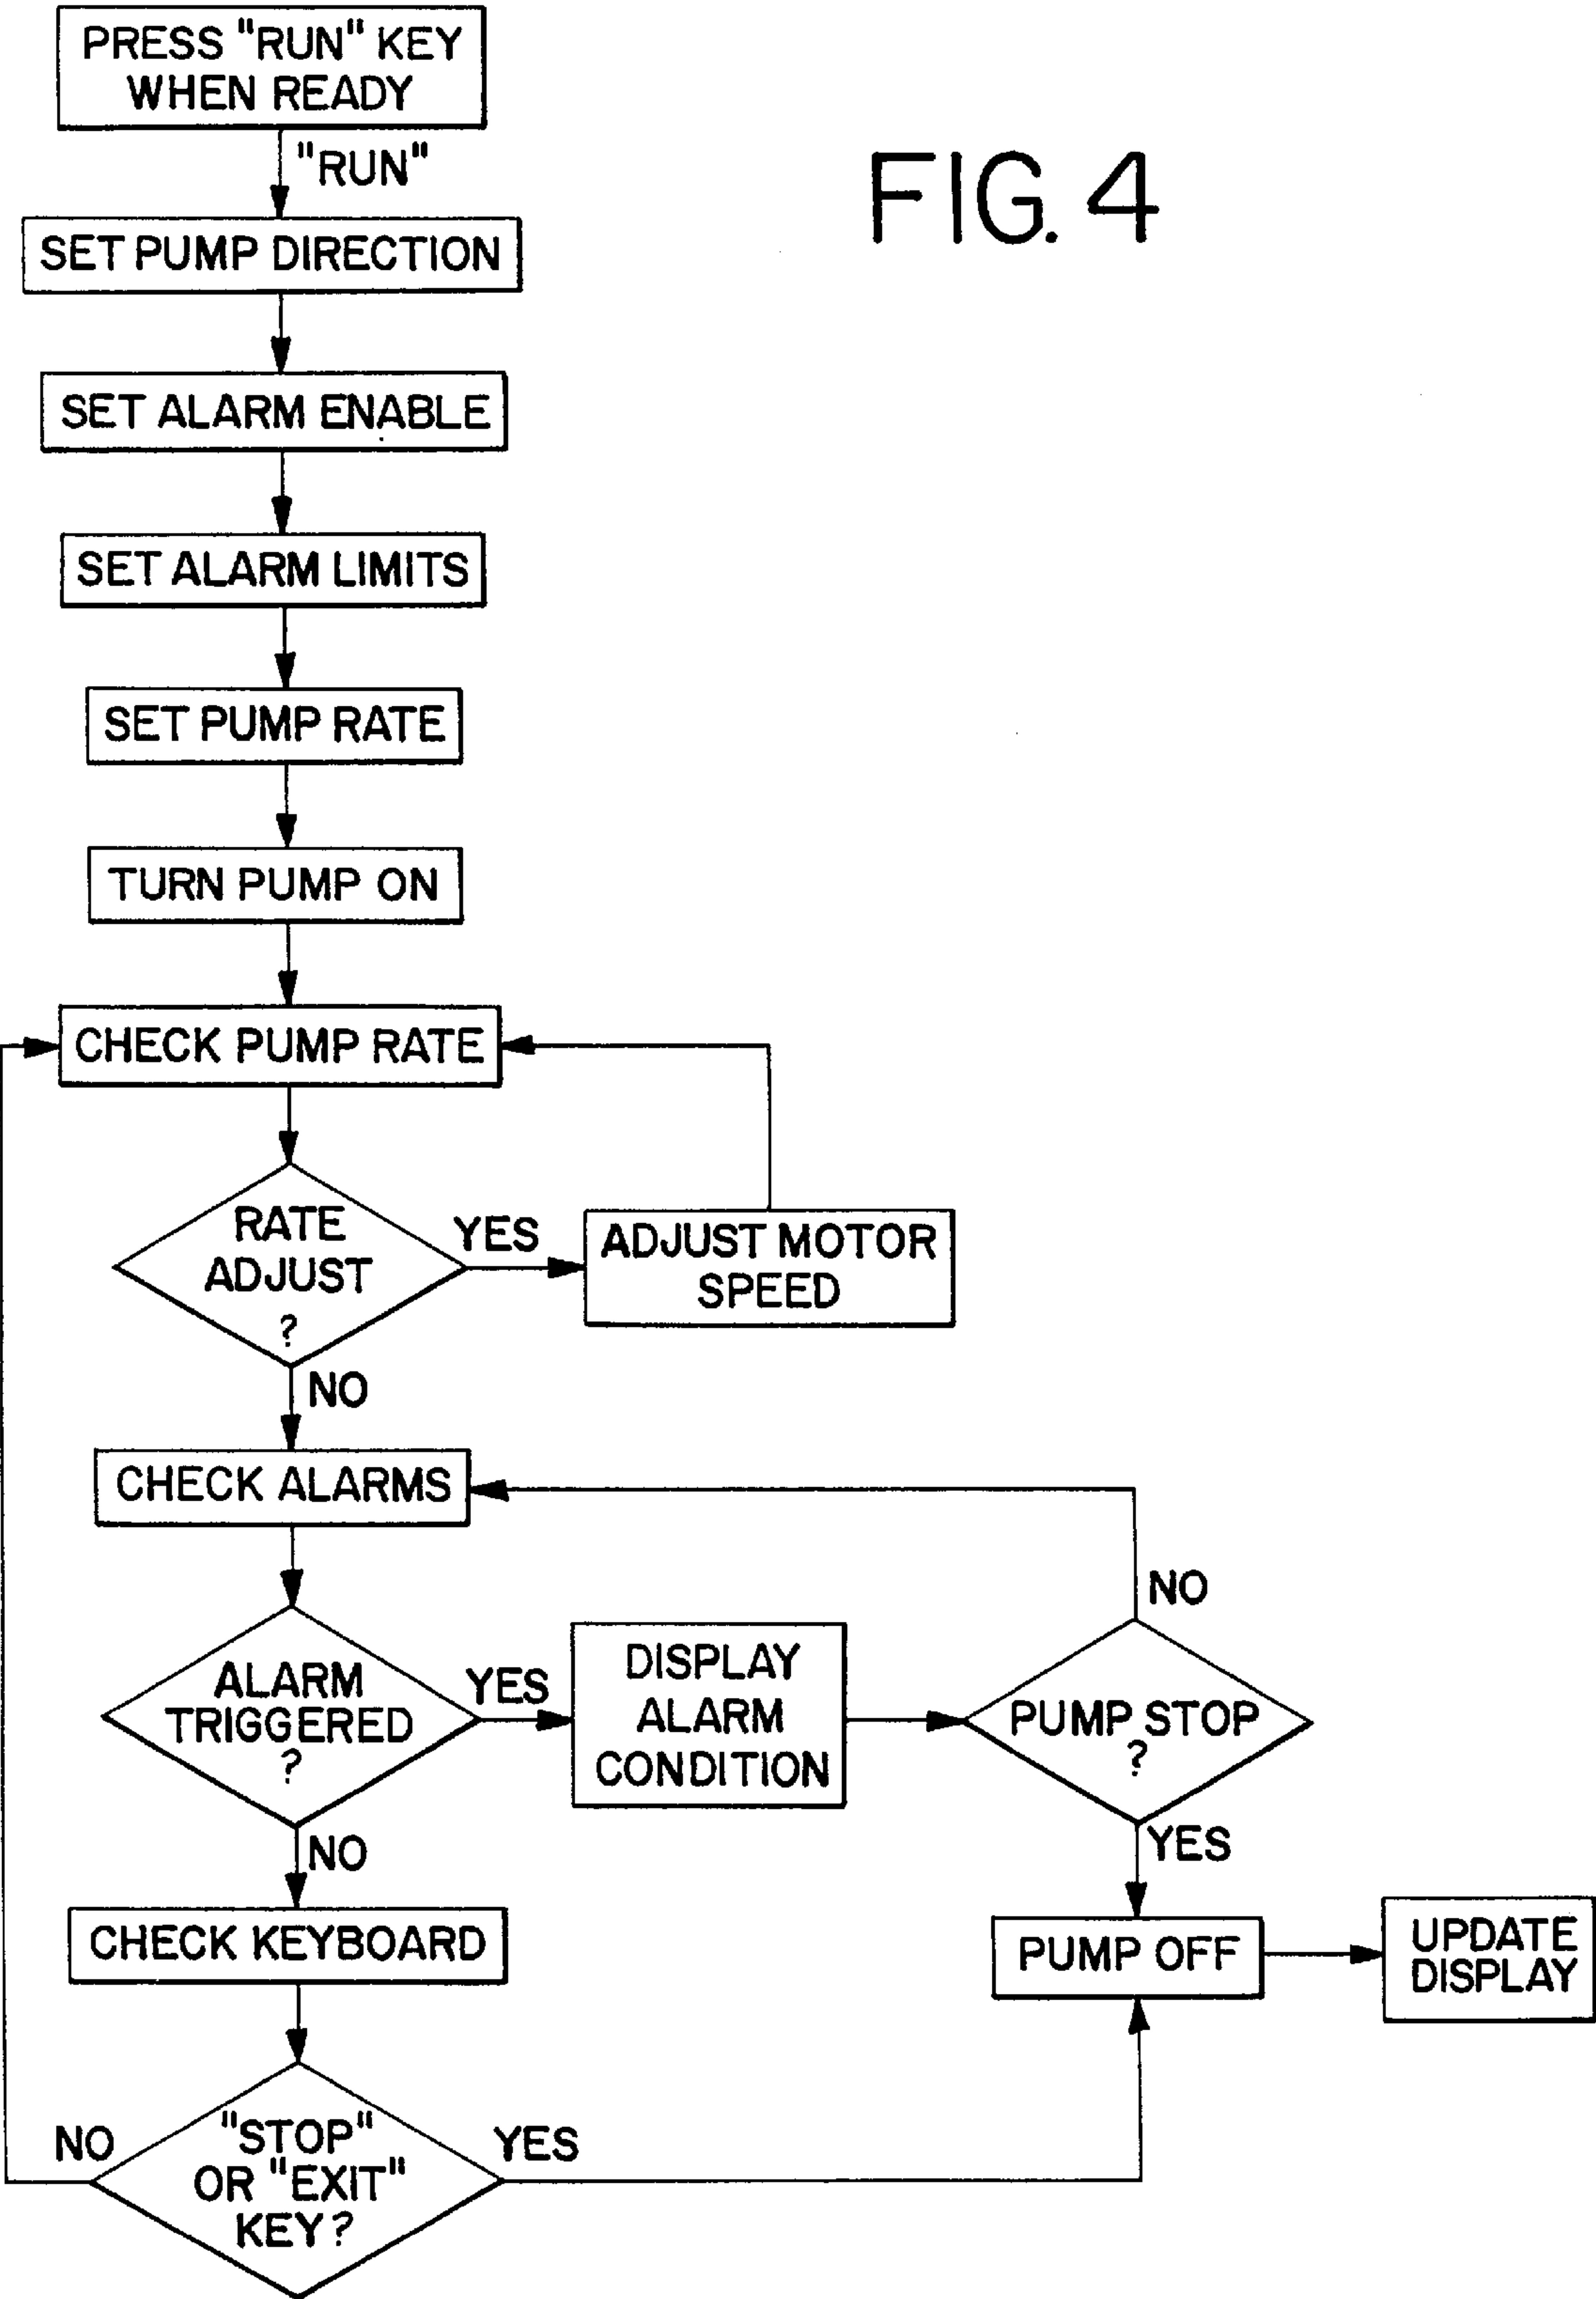 PRESS "RUN" KEY
WHEN READY
"RUN"
FIG. 4
SET PUMP DIRECTION
SET ALARM ENABLE
SET ALARM LIMITS
SET PUMP RATE
TURN PUMP ON
CHECK PUMP RATE
RATE
ADJUST
?
YES
ADJUST MOTOR
SPEED
NO
CHECK ALARMS
ALARM
TRIGGERED
?
YES
DISPLAY
ALARM
CONDITION
NO
PUMP STOP
?
YES
NO
CHECK KEYBOARD
PUMP OFF
UPDATE
DISPLAY
NO
"STOP"
OR "EXIT"
KEY?
YES